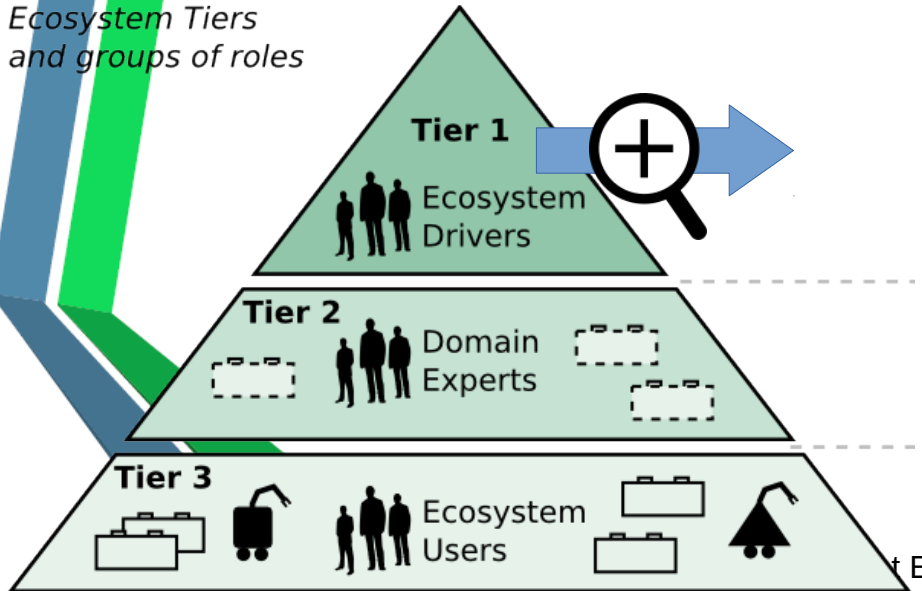 Ecosystem Tiers
and groups of roles
Tier 1
Ecosystem
Drivers
Tier 2
Domain
Experts
Tier 3
Ecosystem
Users
t E